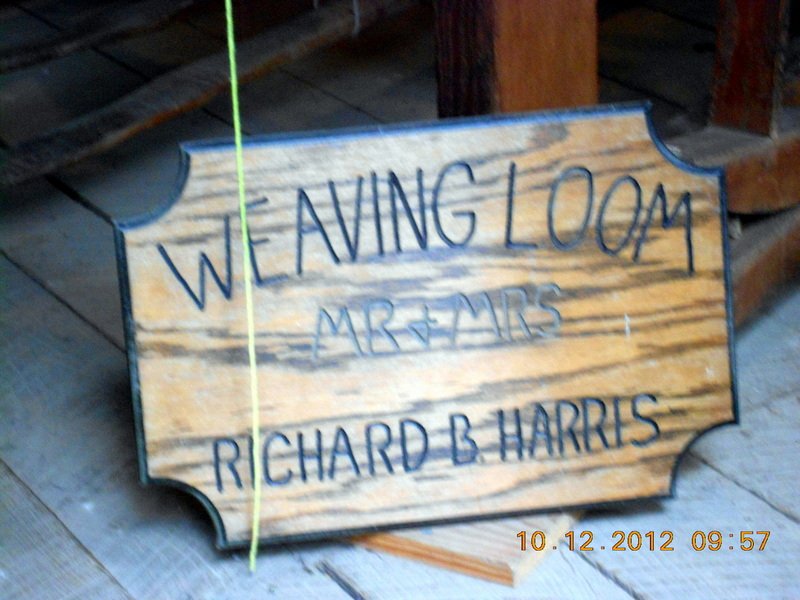 WEAVING LOOM
MR & MRS
RICHARD B. HARRIS
10.12.2012 09:57